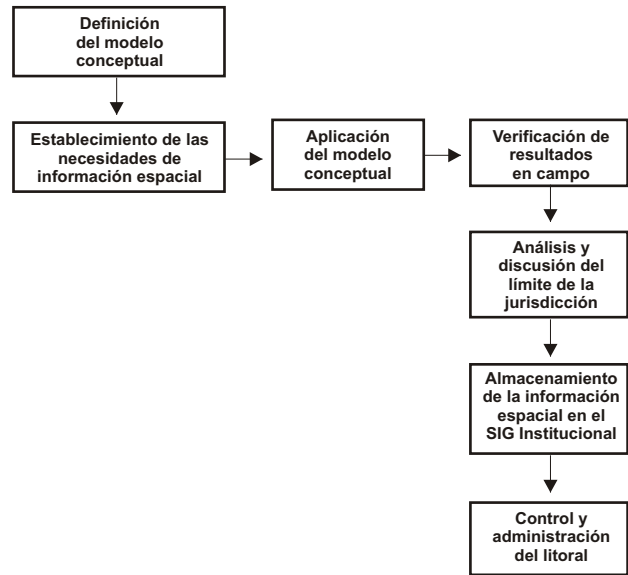 Definición
del modelo
conceptual
Establecimiento de las
necesidades de
información espacial
Aplicación
del modelo
conceptual
Verificación de
resultados
en campo
Análisis y
discusión del
límite de la
jurisdicción
Almacenamiento
de la información
espacial en el
SIG Institucional
Control y
administración
del litoral